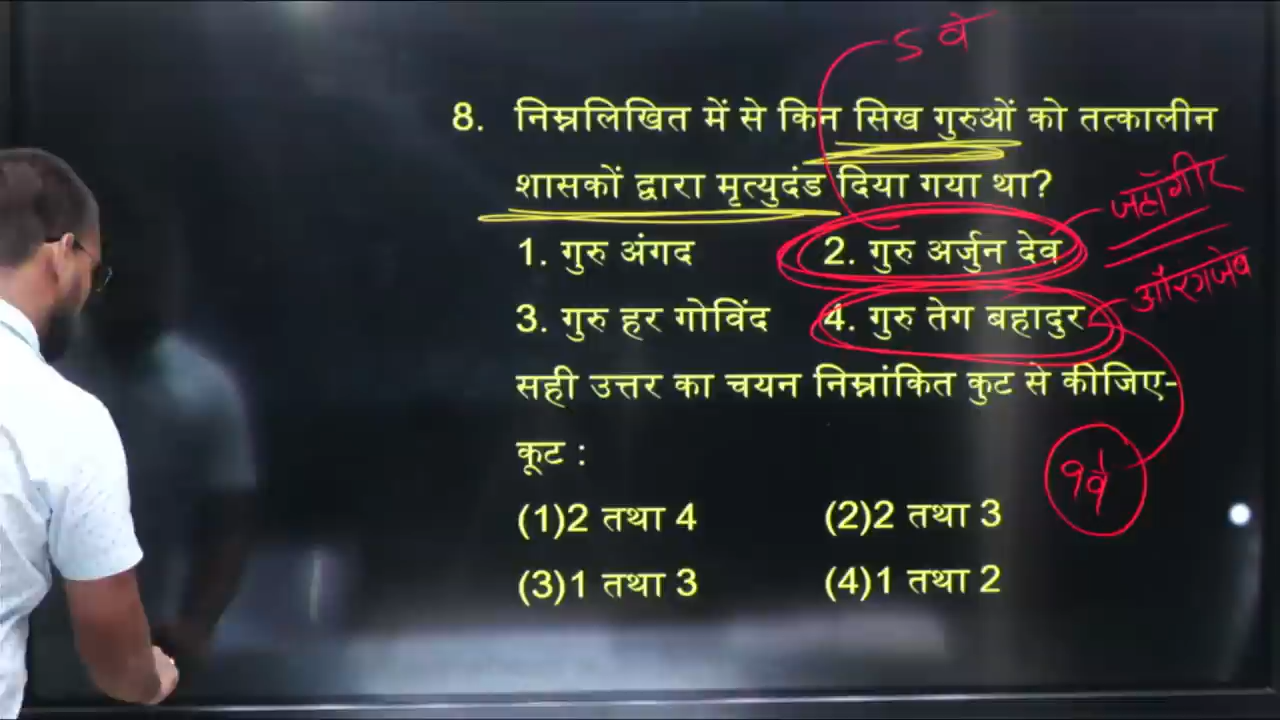 5 वे
8. निम्नलिखित में से किन सिख गुरुओं को तत्कालीन
शासकों द्वारा मृत्युदंड दिया गया था?
जहाँगीर
1. गुरु अंगद 2. गुरु अर्जुन देव
औरंगजेब
3. गुरु हर गोविंद 4. गुरु तेग बहादुर
सही उत्तर का चयन निम्नांकित कुट से कीजिए-
कूट :
9वे
(1)2 तथा 4 (2)2 तथा 3
(3)1 तथा 3 (4)1 तथा 2